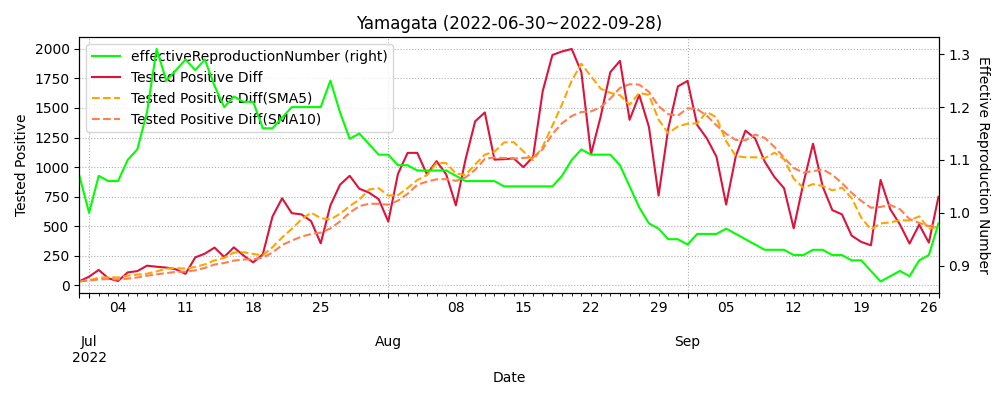 Yamagata (2022-06-30~2022-09-28)
effectiveReproductionNumber (right)
Tested Positive Diff
Tested Positive Diff(SMA5)
Tested Positive Diff(SMA10)
Tested Positive
2000
1750
1500
1250
1000
750
500
250
0
1.3
1.2
1.1
1.0
0.9
Effective Reproduction Number
04 11 18 25 08 15 22 29 05 12 19 26
Jul Aug Sep
2022
Date